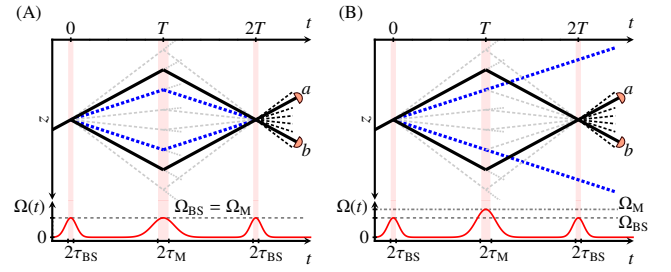 (A)
0 T 2T t
z
a
b
Ω(t)
Ω_BS = Ω_M
0
2τ_BS 2τ_M 2τ_BS t
(B)
0 T 2T t
z
a
b
Ω(t)
Ω_M
Ω_BS
0
2τ_BS 2τ_M 2τ_BS t